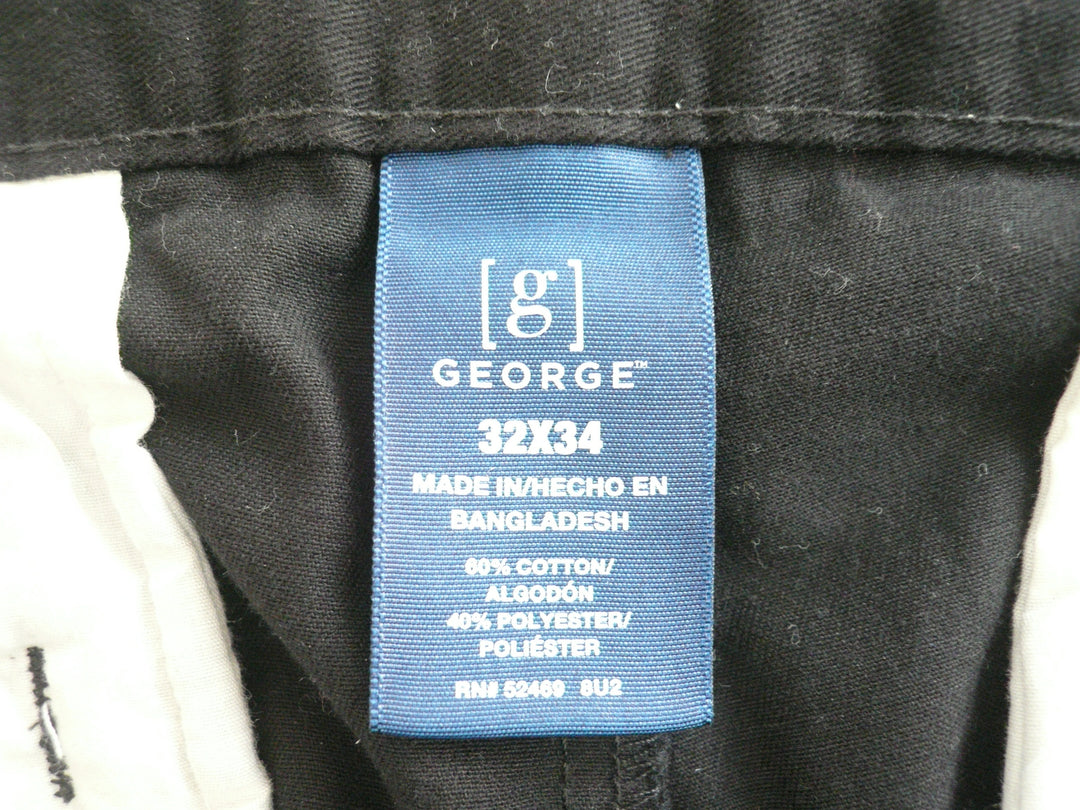 [g]
GEORGE™
32X34
MADE IN/HECHO EN
BANGLADESH
60% COTTON/
ALGODÓN
40% POLYESTER/
POLIÉSTER
RN# 52469 8U2